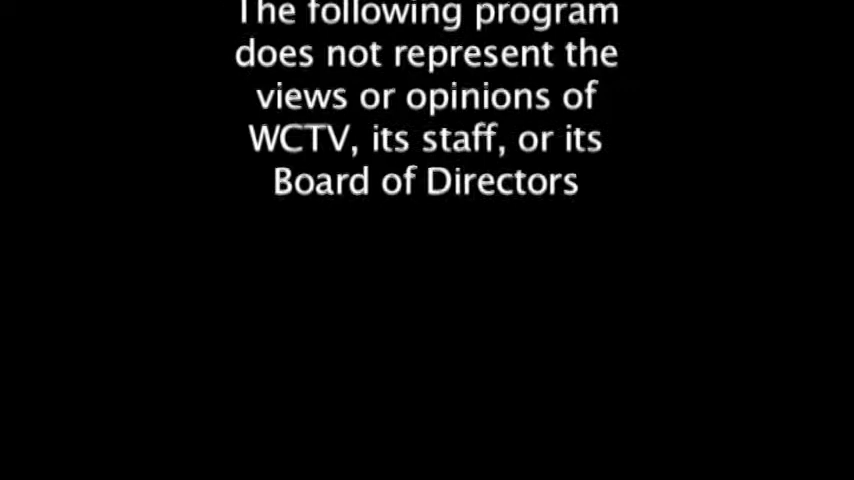 The following program
does not represent the
views or opinions of
WCTV, its staff, or its
Board of Directors